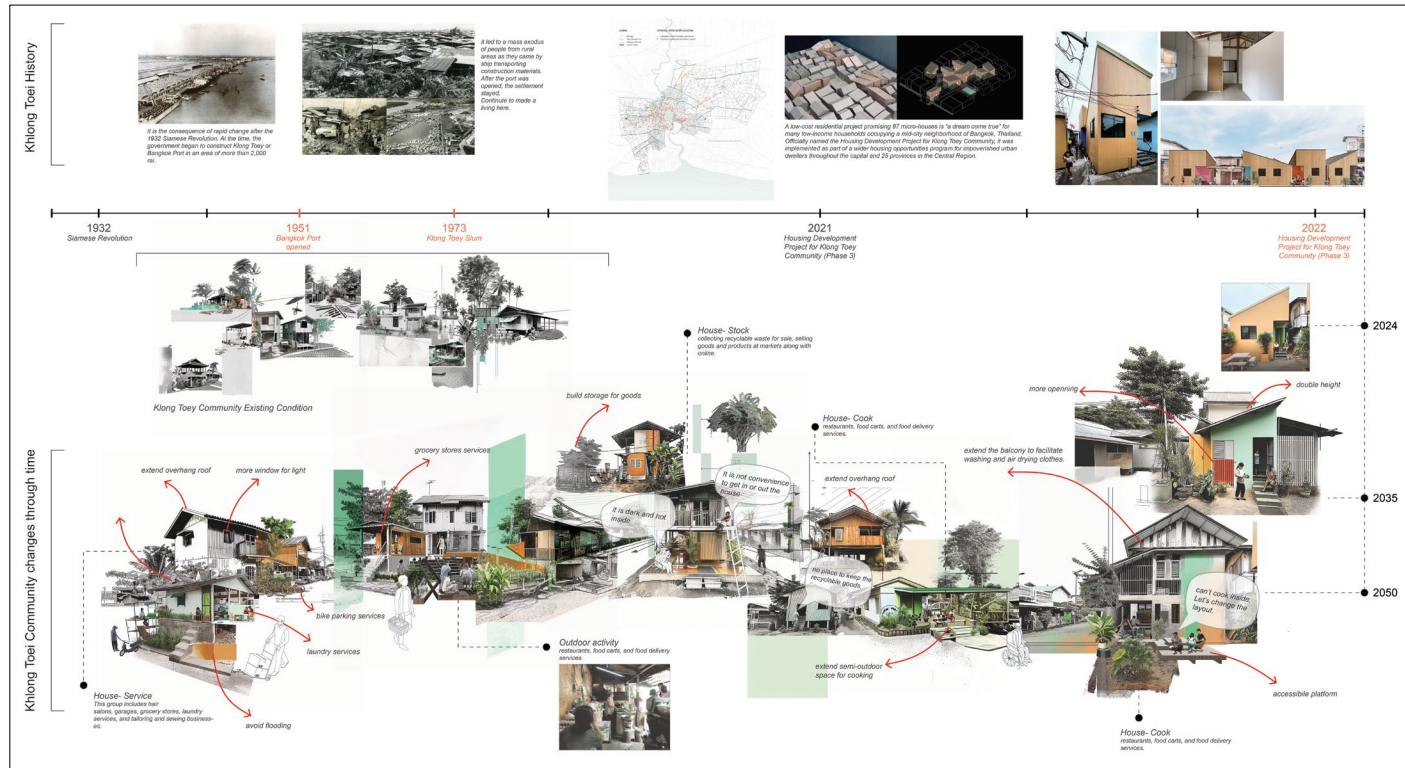 Khlong Toei History
It is the consequence of rapid change after the
1932 Siamese Revolution. At the time, the
government began to construct Klong Toey or
Bangkok Port in an area of more than 2,000
rai.
It led to a mass exodus
of people from rural
areas as they came by
ship transporting
construction materials.
After the port was
opened, the settlement
stayed,
Continue to made a
living here.
A low-cost residential project promising 87 micro-houses is "a dream come true" for
many low-income households occupying a mid-city neighborhood of Bangkok, Thailand.
Officially named the Housing Development Project for Klong Toey Community, it was
implemented as part of a wider housing opportunities program for impoverished urban
dwellers throughout the capital and 25 provinces in the Central Region.
1932
Siamese Revolution
1951
Bangkok Port
opened
1973
Klong Toey Slum
2021
Housing Development
Project for Klong Toey
Community (Phase 3)
2022
Housing Development
Project for Klong Toey
Community (Phase 3)
2024
2035
2050
Klong Toey Community Existing Condition
Khlong Toei Community changes through time
House- Stock
collecting recyclable waste for sale, selling
goods and products at markets along with
online.
build storage for goods
House- Cook
restaurants, food carts, and food delivery
services.
more openning
double height
extend the balcony to facilitate
washing and air drying clothes.
extend overhang roof
more window for light
grocery stores services
It is not convenience
to get in or out the
house
it is dark and hot
inside
extend overhang roof
no place to keep the
recyclable goods
can't cook inside.
Let's change the
layout.
bike parking services
laundry services
Outdoor activity
restaurants, food carts, and food delivery
services.
extend semi-outdoor
space for cooking
accessibile platform
House- Service
This group includes hair
salons, garages, grocery stores, laundry
services, and tailoring and sewing business-
es.
avoid flooding
House- Cook
restaurants, food carts, and food delivery
services.